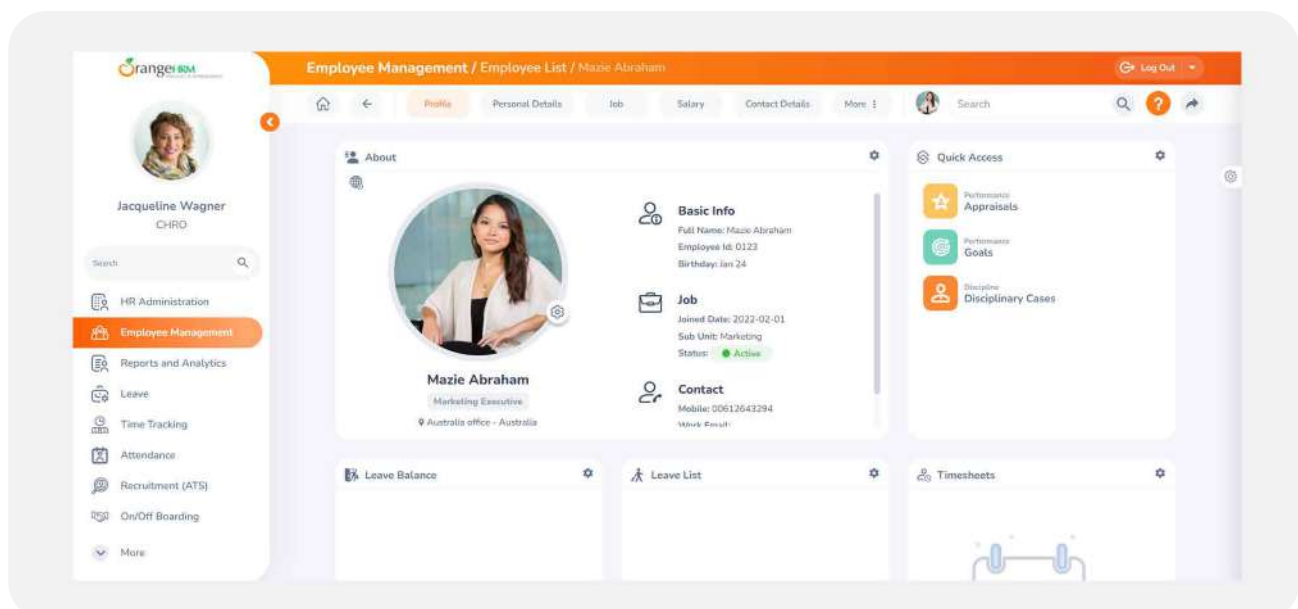 OrangeHRM
Employee Management / Employee List / Mazie Abraham
Log Out
Profile
Personal Details
Job
Salary
Contact Details
More
Search
?
Jacqueline Wagner
CHRO
Search
HR Administration
Employee Management
Reports and Analytics
Leave
Time Tracking
Attendance
Recruitment (ATS)
On/Off Boarding
More
About
Mazie Abraham
Marketing Executive
Australia office - Australia
Basic Info
Full Name: Mazie Abraham
Employee Id: 0123
Birthday: Jan 24
Job
Joined Date: 2022-02-01
Sub Unit: Marketing
Status: Active
Contact
Mobile: 00612643294
Work Email:
Quick Access
Performance
Appraisals
Performance
Goals
Discipline
Disciplinary Cases
Leave Balance
Leave List
Timesheets